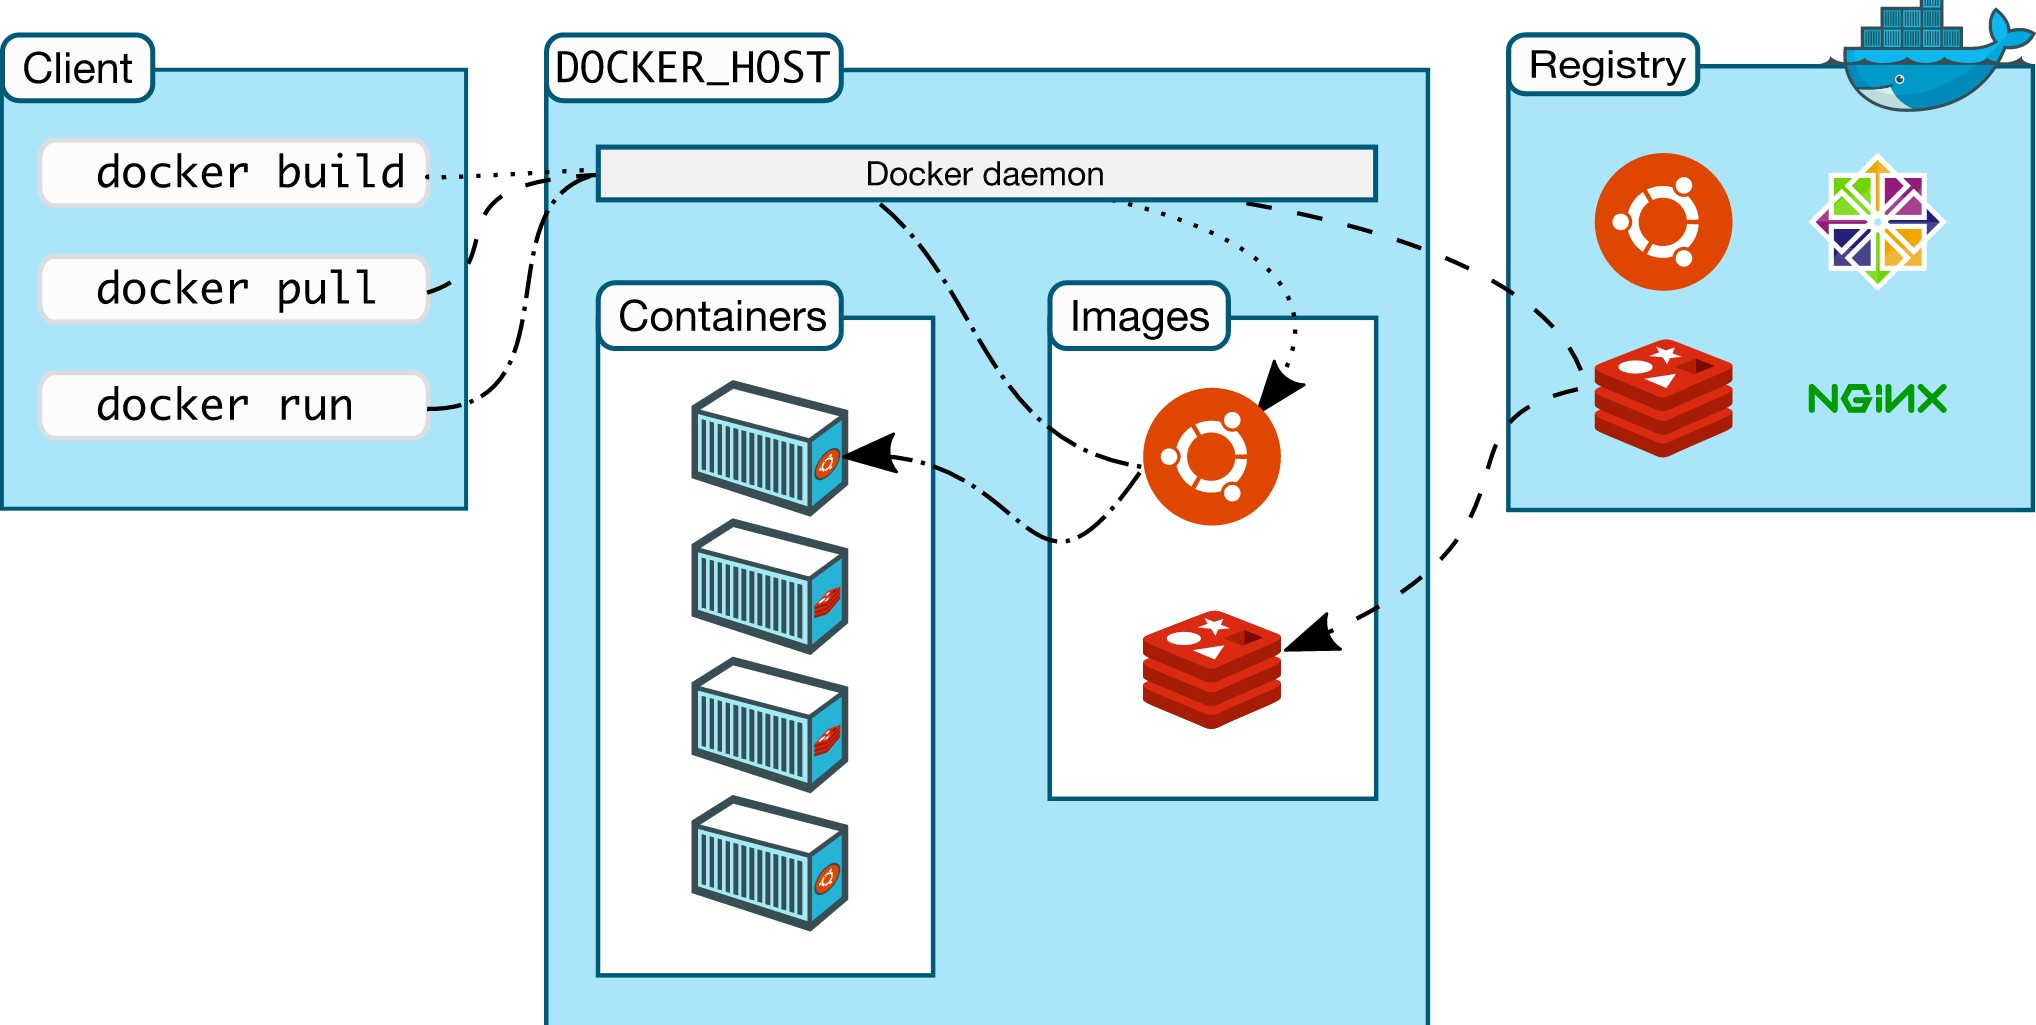 Client
docker build
docker pull
docker run
DOCKER_HOST
Docker daemon
Containers
Images
Registry
NGiNX